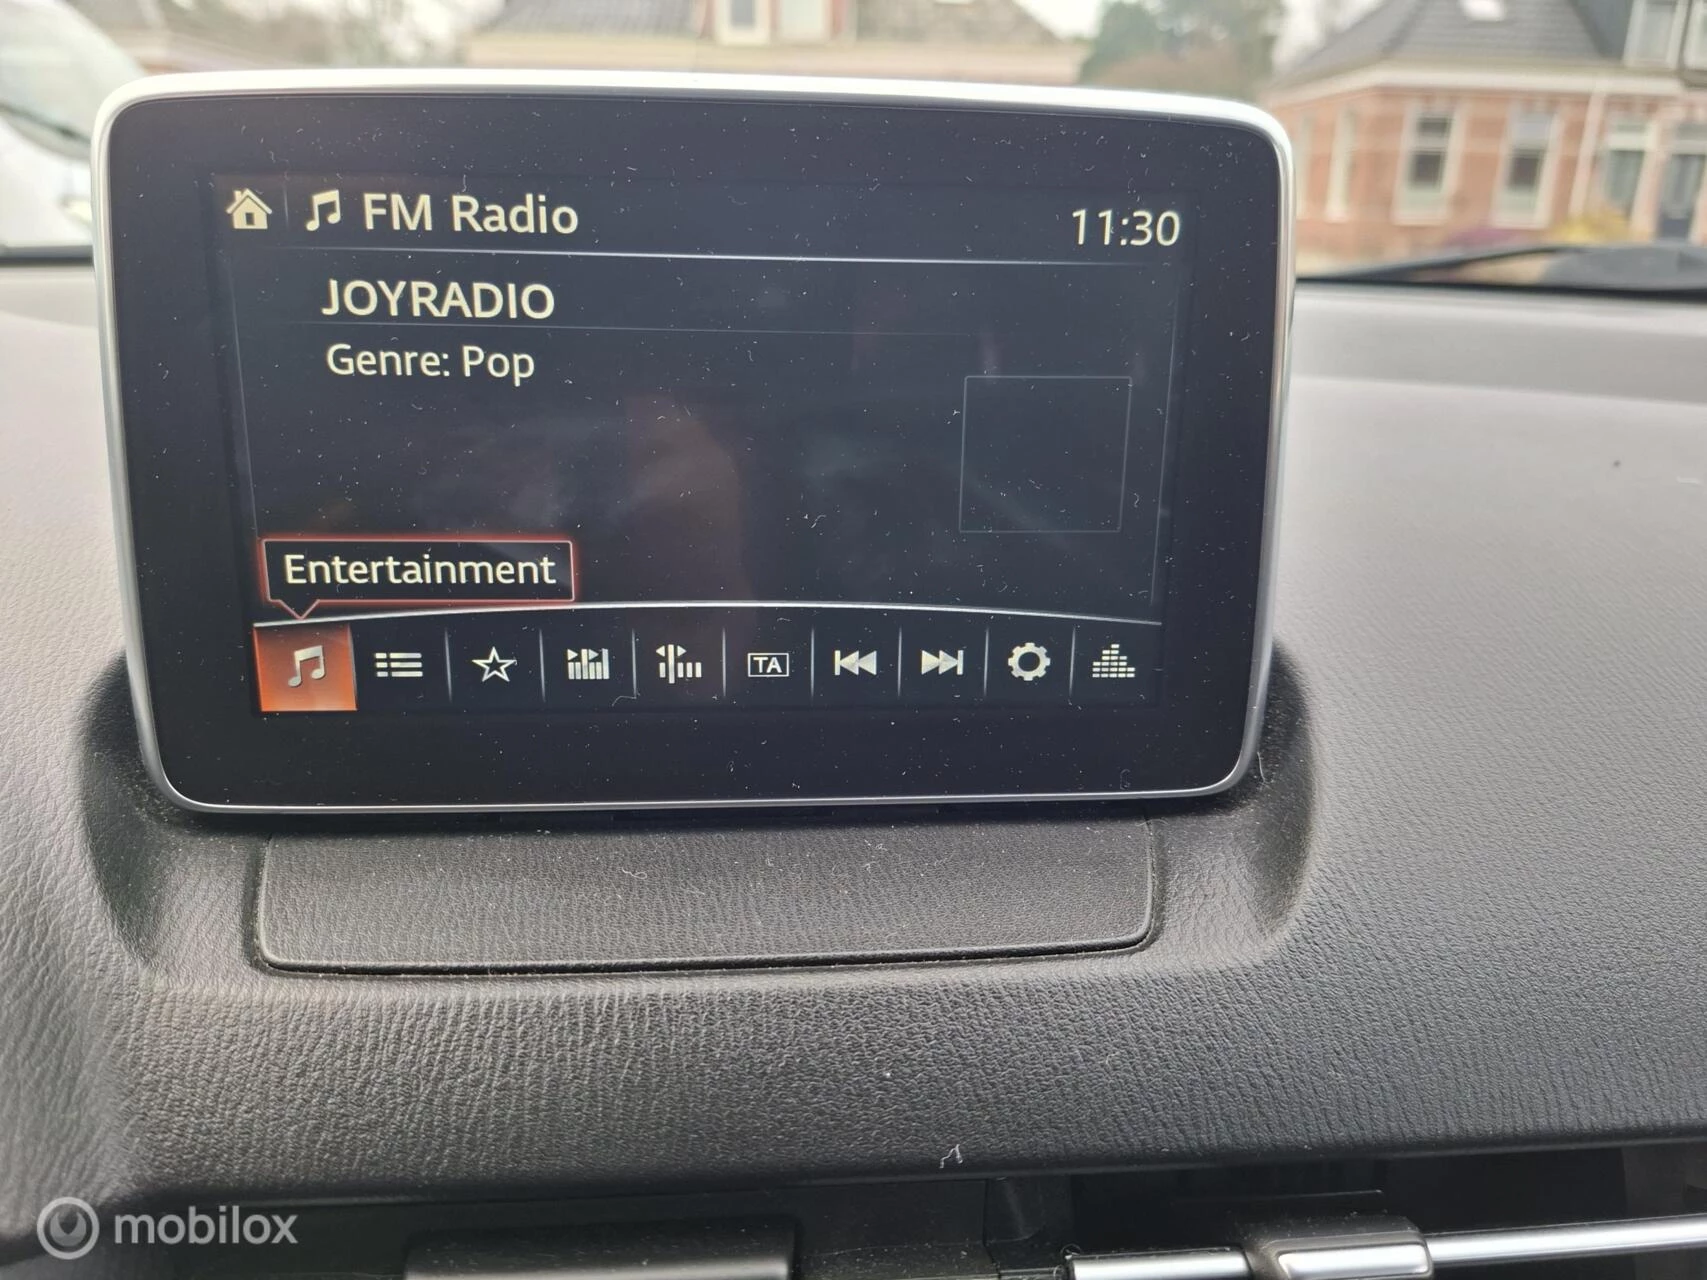 FM Radio
11:30
JOYRADIO
Genre: Pop
Entertainment
TA
mobilox